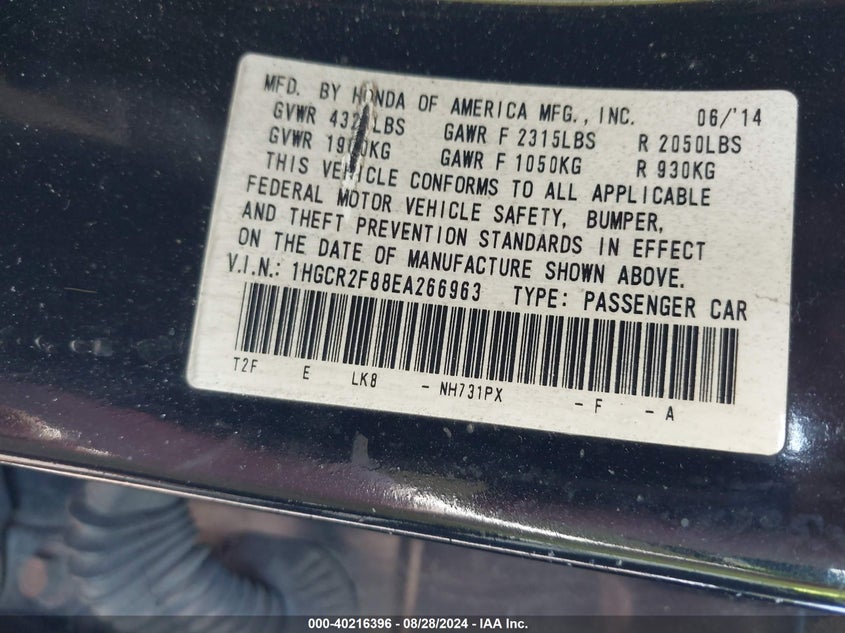 MFD. BY HONDA OF AMERICA MFG., INC. 06/'14
GVWR LBS GAWR F 2315LBS R 2050LBS
GVWR KG GAWR F 1050KG R 930KG
THIS VEHICLE CONFORMS TO ALL APPLICABLE
FEDERAL MOTOR VEHICLE SAFETY, BUMPER,
AND THEFT PREVENTION STANDARDS IN EFFECT
ON THE DATE OF MANUFACTURE SHOWN ABOVE.
V.I.N.: 1HGCR2F88EA266963 TYPE: PASSENGER CAR
T2F E LK8 - NH731PX - F - A
000-40216396 - 08/28/2024 - IAA Inc.